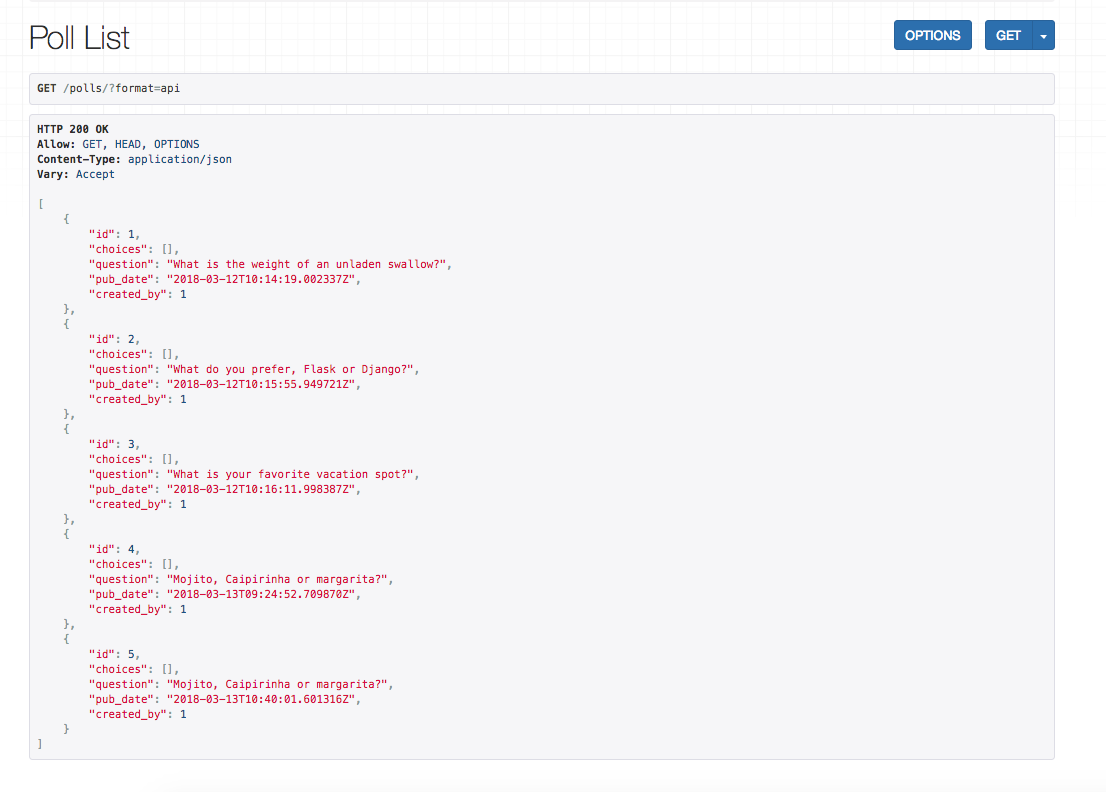 Poll List
OPTIONS
GET
GET /polls/?format=api
HTTP 200 OK
Allow: GET, HEAD, OPTIONS
Content-Type: application/json
Vary: Accept
[
    {
        "id": 1,
        "choices": [],
        "question": "What is the weight of an unladen swallow?",
        "pub_date": "2018-03-12T10:14:19.002337Z",
        "created_by": 1
    },
    {
        "id": 2,
        "choices": [],
        "question": "What do you prefer, Flask or Django?",
        "pub_date": "2018-03-12T10:15:55.949721Z",
        "created_by": 1
    },
    {
        "id": 3,
        "choices": [],
        "question": "What is your favorite vacation spot?",
        "pub_date": "2018-03-12T10:16:11.998387Z",
        "created_by": 1
    },
    {
        "id": 4,
        "choices": [],
        "question": "Mojito, Caipirinha or margarita?",
        "pub_date": "2018-03-13T09:24:52.709870Z",
        "created_by": 1
    },
    {
        "id": 5,
        "choices": [],
        "question": "Mojito, Caipirinha or margarita?",
        "pub_date": "2018-03-13T10:40:01.601316Z",
        "created_by": 1
    }
]